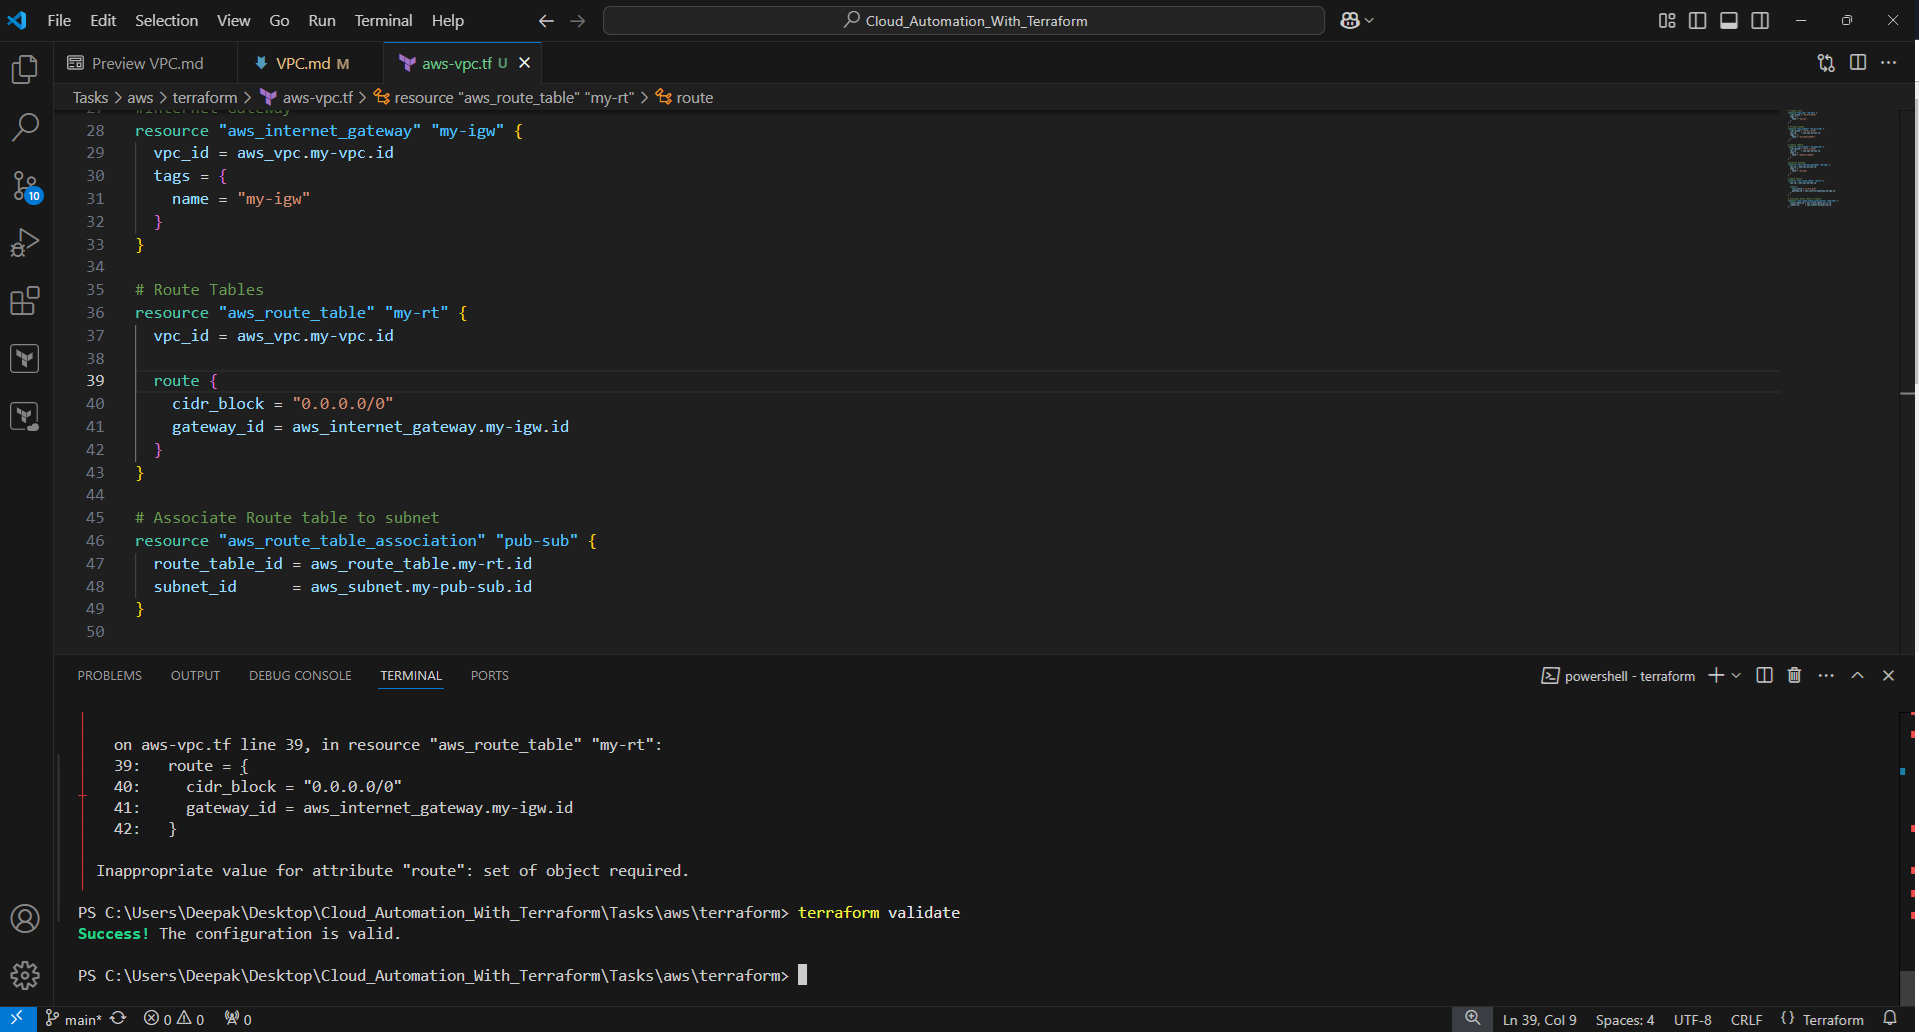 File Edit Selection View Go Run Terminal Help
Cloud_Automation_With_Terraform
Preview VPC.md
VPC.md M
aws-vpc.tf U
Tasks > aws > terraform > aws-vpc.tf > resource "aws_route_table" "my-rt" > route
28 resource "aws_internet_gateway" "my-igw" {
29 vpc_id = aws_vpc.my-vpc.id
30 tags = {
31 name = "my-igw"
32 }
33 }
34
35 # Route Tables
36 resource "aws_route_table" "my-rt" {
37 vpc_id = aws_vpc.my-vpc.id
38
39 route {
40 cidr_block = "0.0.0.0/0"
41 gateway_id = aws_internet_gateway.my-igw.id
42 }
43 }
44
45 # Associate Route table to subnet
46 resource "aws_route_table_association" "pub-sub" {
47 route_table_id = aws_route_table.my-rt.id
48 subnet_id = aws_subnet.my-pub-sub.id
49 }
50
10
PROBLEMS OUTPUT DEBUG CONSOLE TERMINAL PORTS
powershell - terraform
on aws-vpc.tf line 39, in resource "aws_route_table" "my-rt":
39: route = {
40: cidr_block = "0.0.0.0/0"
41: gateway_id = aws_internet_gateway.my-igw.id
42: }
Inappropriate value for attribute "route": set of object required.
PS C:\Users\Deepak\Desktop\Cloud_Automation_With_Terraform\Tasks\aws\terraform> terraform validate
Success! The configuration is valid.
PS C:\Users\Deepak\Desktop\Cloud_Automation_With_Terraform\Tasks\aws\terraform>
main* 0 0 0
Ln 39, Col 9 Spaces: 4 UTF-8 CRLF {} Terraform